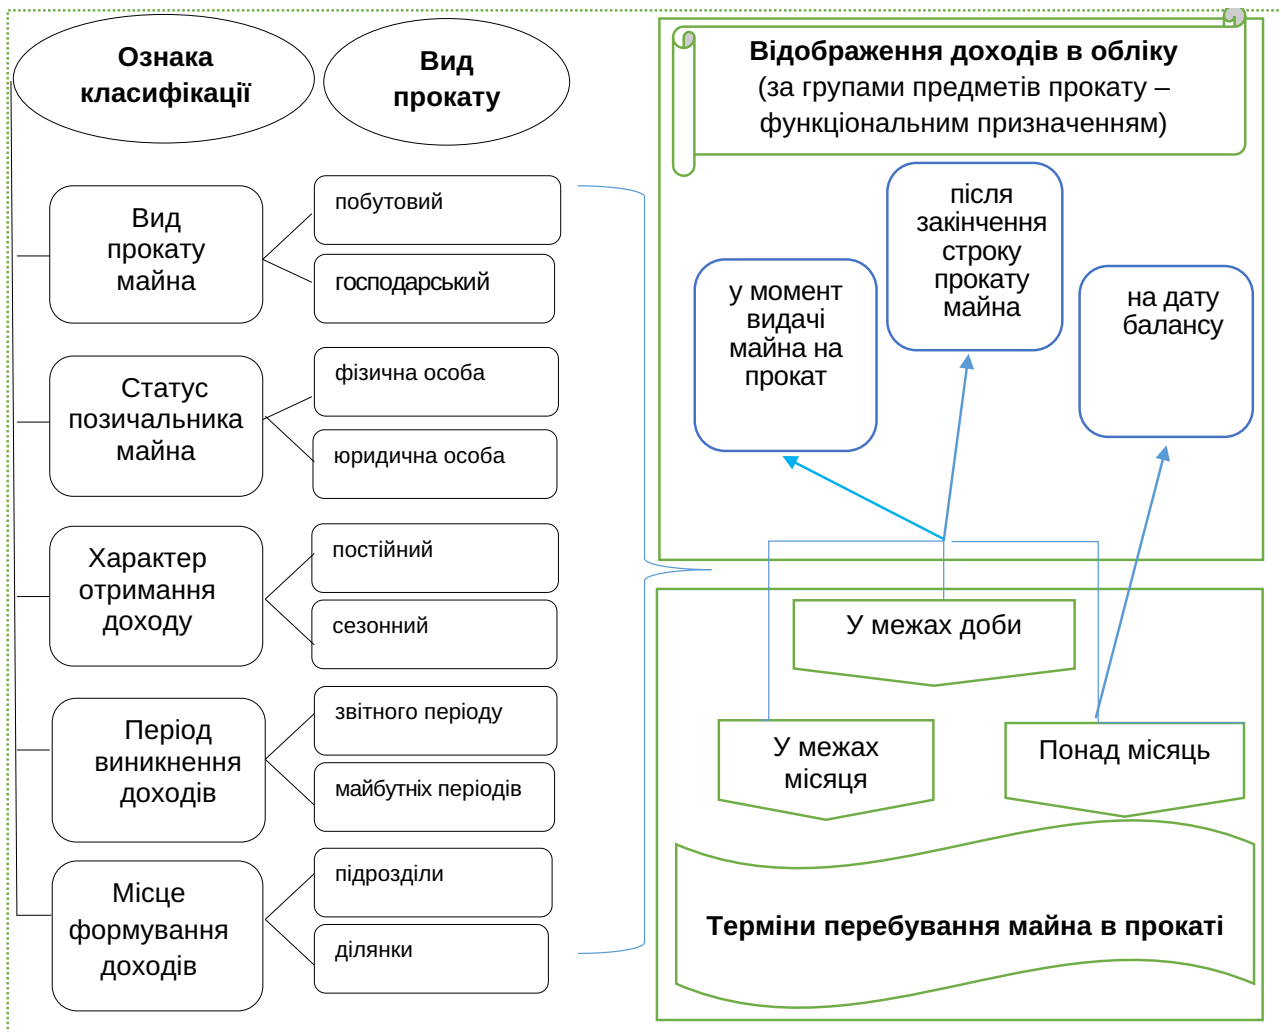 Ознака
класифікації
Вид
прокату
Вид
прокату
майна
побутовий
господарський
Статус
позичальника
майна
фізична особа
юридична особа
Характер
отримання
доходу
постійний
сезонний
Період
виникнення
доходів
звітного періоду
майбутніх періодів
Місце
формування
доходів
підрозділи
ділянки
Відображення доходів в обліку
(за групами предметів прокату –
функціональним призначенням)
у момент
видачі
майна на
прокат
після
закінчення
строку
прокату
майна
на дату
балансу
У межах доби
У межах
місяця
Понад місяць
Терміни перебування майна в прокаті